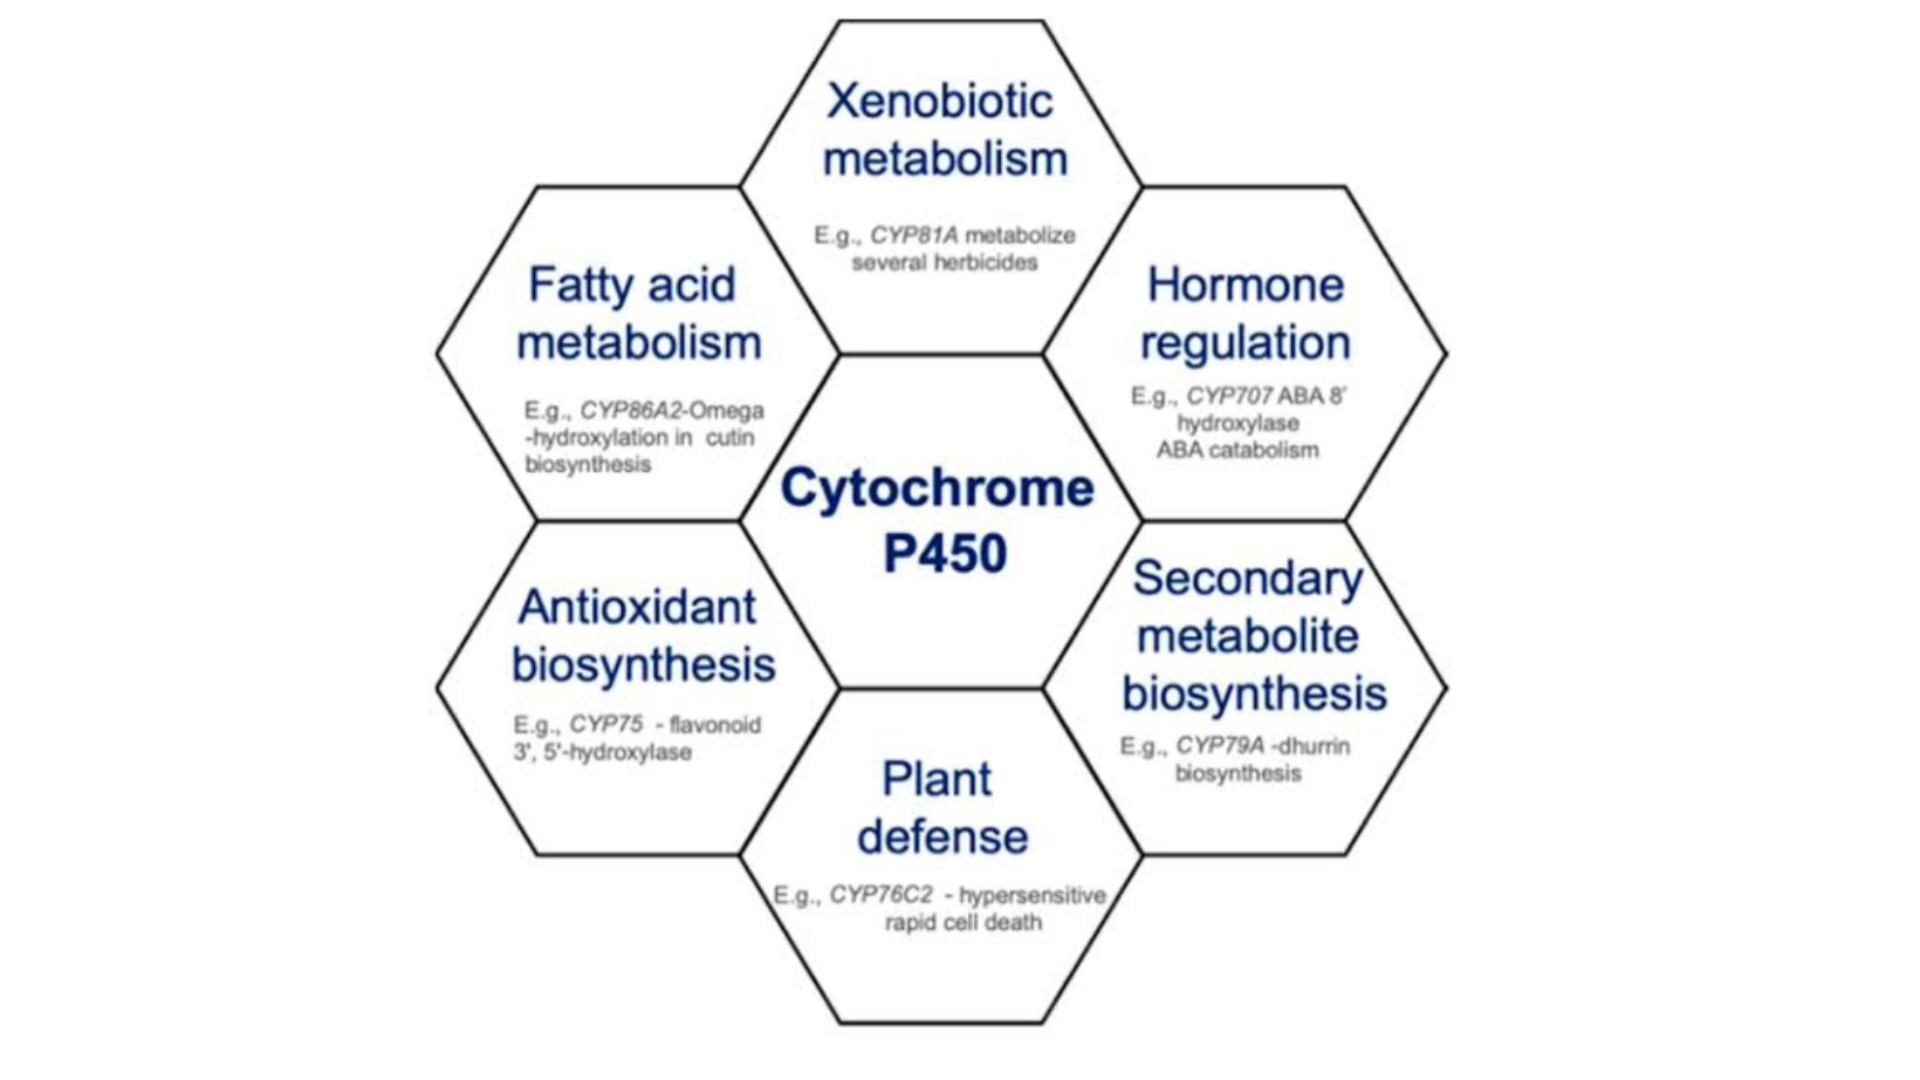 Xenobiotic
metabolism
E.g., CYP81A metabolize
several herbicides
Fatty acid
metabolism
E.g., CYP86A2-Omega
-hydroxylation in cutin
biosynthesis
Hormone
regulation
E.g., CYP707 ABA 8'
hydroxylase
ABA catabolism
Cytochrome
P450
Antioxidant
biosynthesis
E.g., CYP75 - flavonoid
3', 5'-hydroxylase
Secondary
metabolite
biosynthesis
E.g., CYP79A -dhurrin
biosynthesis
Plant
defense
E.g., CYP76C2 - hypersensitive
rapid cell death